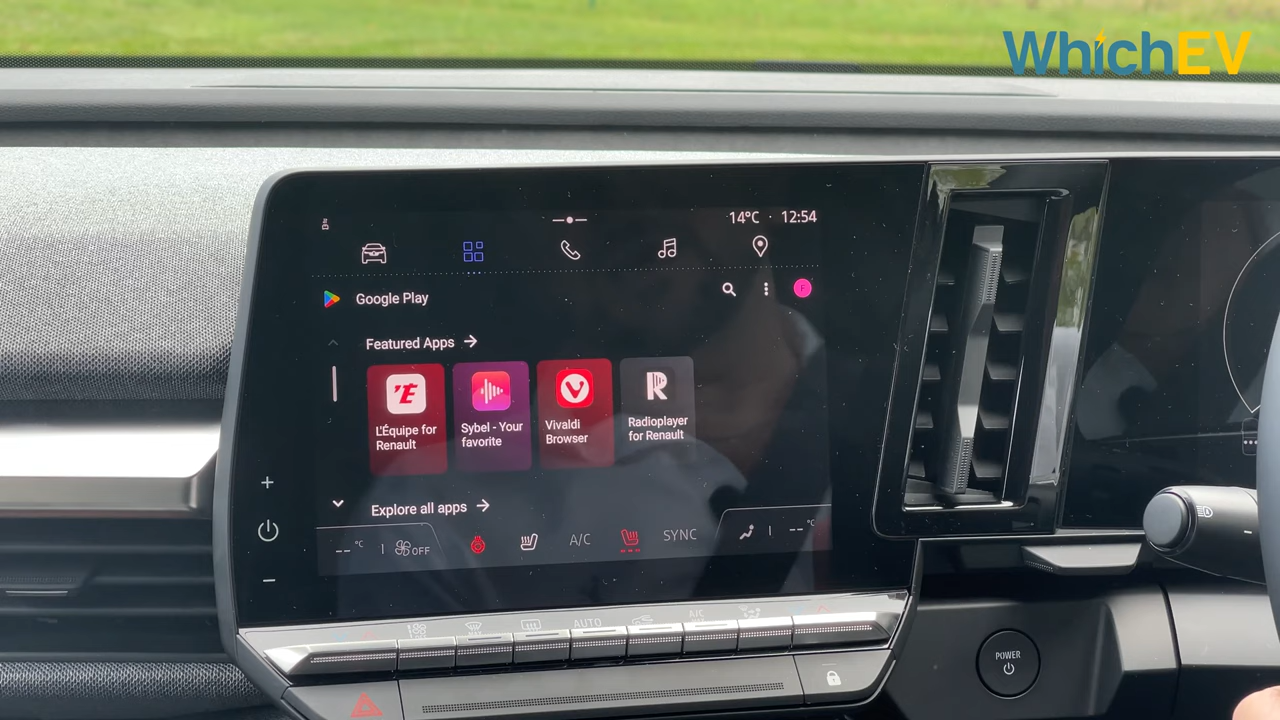 WhichEV
14°C · 12:54
Google Play
F
Featured Apps →
L'Équipe for
Renault
Sybel - Your
favorite
Vivaldi
Browser
Radioplayer
for Renault
Explore all apps →
-- °C
OFF
A/C
SYNC
-- °C
AUTO
A/C
POWER